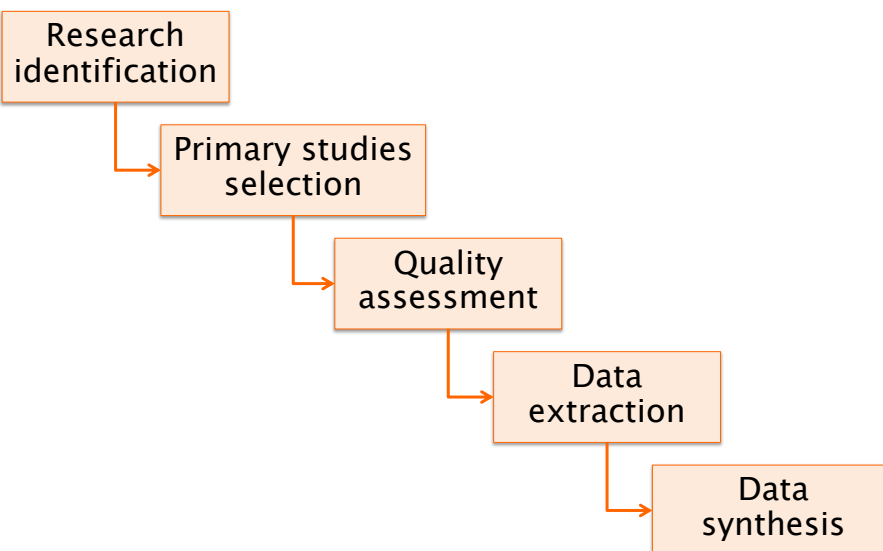 Research
identification
Primary studies
selection
Quality
assessment
Data
extraction
Data
synthesis